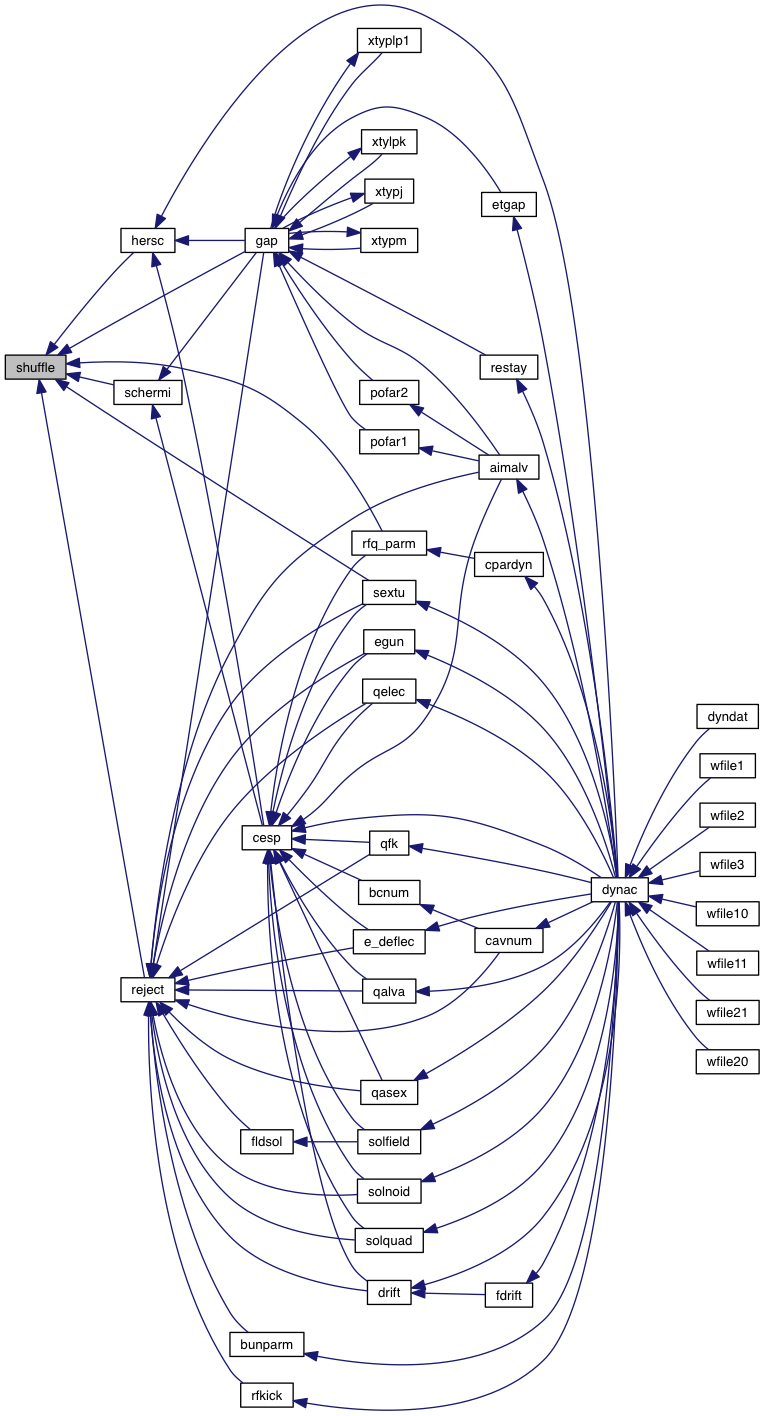 xtyplp1
xtylpk
xtypj
etgap
hersc
gap
xtypm
shuffle
restay
schermi
pofar2
pofar1
aimalv
rfq_parm
cpardyn
sextu
egun
qelec
dyndat
wfile1
wfile2
cesp
qfk
wfile3
bcnum
dynac
wfile10
e_deflec
cavnum
wfile11
reject
qalva
wfile21
wfile20
qasex
fldsol
solfield
solnoid
solquad
drift
fdrift
bunparm
rfkick